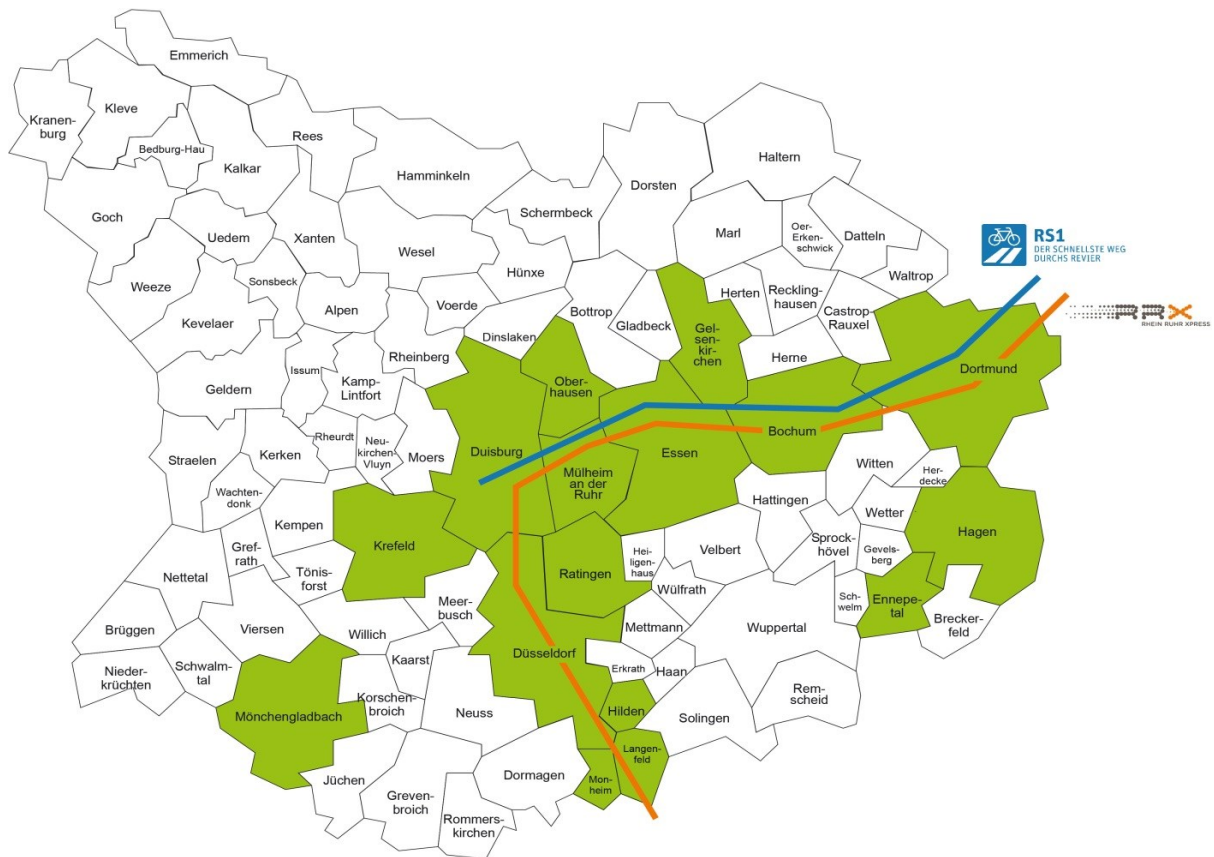 Emmerich
Kleve
Kranen-
burg
Bedburg-Hau
Rees
Kalkar
Hamminkeln
Haltern
Dorsten
Goch
Schermbeck
Uedem
Xanten
Wesel
Marl
Oer-
Erken-
schwick
Datteln
RS1
DER SCHNELLSTE WEG
DURCHS REVIER
Weeze
Sonsbeck
Hünxe
Waltrop
Alpen
Voerde
Bottrop
Herten
Reckling-
hausen
Kevelaer
Dinslaken
Gladbeck
Gel-
sen-
kirchen
Castrop-
Rauxel
RRX
RHEIN RUHR XPRESS
Rheinberg
Herne
Geldern
Issum
Kamp-
Lintfort
Ober-
hausen
Dortmund
Straelen
Kerken
Rheurdt
Neu-
kirchen-
Vluyn
Moers
Duisburg
Essen
Bochum
Witten
Her-
decke
Wachten-
donk
Mülheim
an der
Ruhr
Hattingen
Wetter
Kempen
Krefeld
Hagen
Gref-
rath
Nettetal
Tönis-
forst
Ratingen
Hei-
ligen-
haus
Velbert
Sprock-
hövel
Gevels-
berg
Meer-
busch
Wülfrath
Sch-
welm
Ennepe-
tal
Brüggen
Viersen
Willich
Mettmann
Wuppertal
Brecker-
feld
Nieder-
krüchten
Schwalm-
tal
Kaarst
Düsseldorf
Erkrath
Haan
Mönchengladbach
Korschen-
broich
Neuss
Hilden
Solingen
Rem-
scheid
Langen-
feld
Jüchen
Dormagen
Mon-
heim
Greven-
broich
Rommers-
kirchen